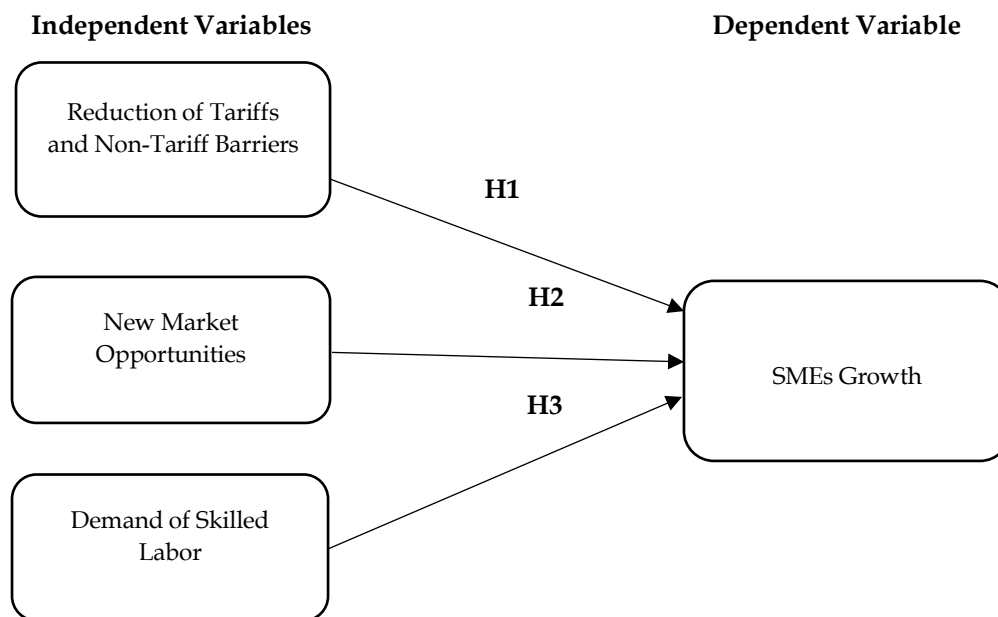 Independent Variables
Dependent Variable
Reduction of Tariffs
and Non-Tariff Barriers
H1
New Market
Opportunities
H2
SMEs Growth
H3
Demand of Skilled
Labor